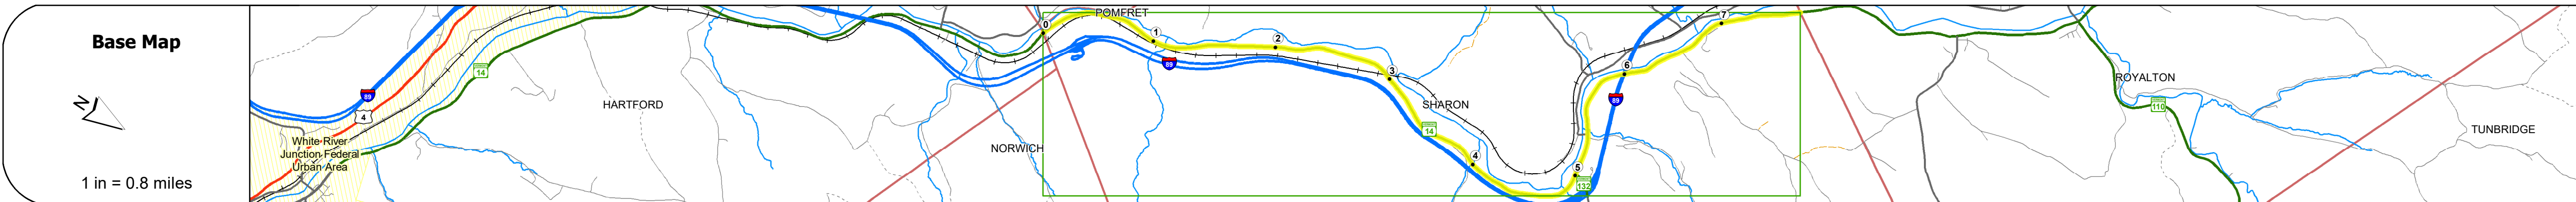 Base Map
N
1 in = 0.8 miles
89
4
14
White River
Junction Federal
Urban Area
HARTFORD
NORWICH
POMFRET
0
1
89
2
3
SHARON
14
4
5
132
89
6
7
ROYALTON
110
TUNBRIDGE